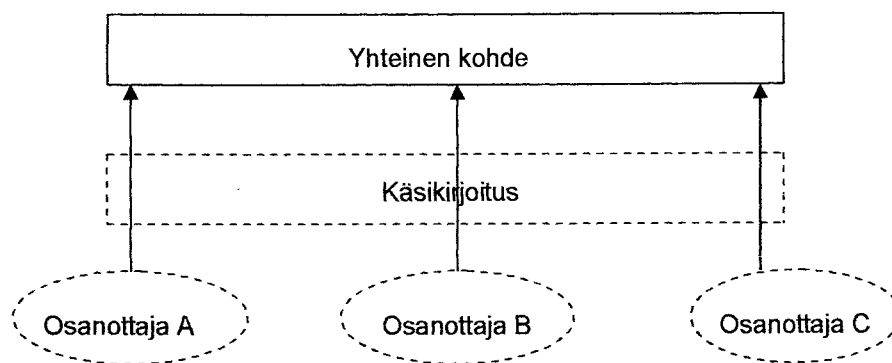 Yhteinen kohde
Käsikirjoitus
Osanottaja A
Osanottaja B
Osanottaja C